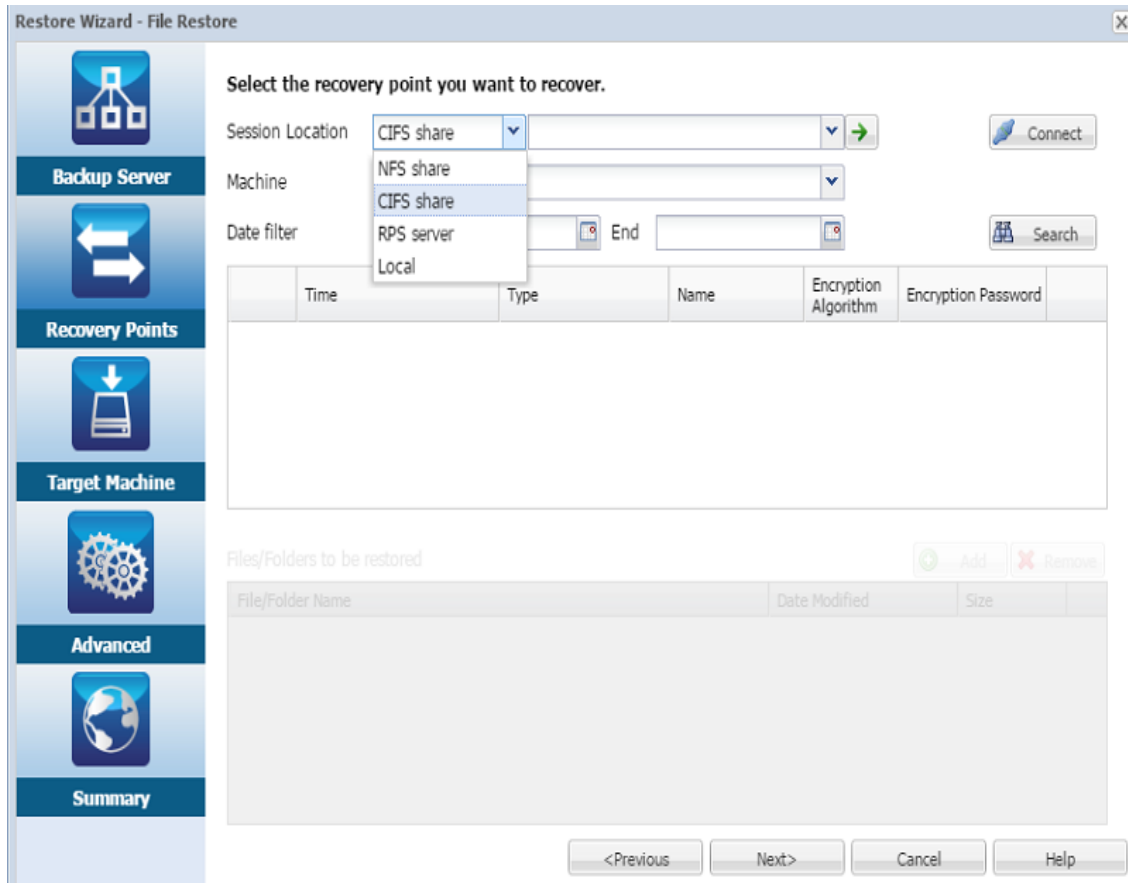 Restore Wizard - File Restore
Backup Server
Recovery Points
Target Machine
Advanced
Summary
Select the recovery point you want to recover.
Session Location CIFS share Connect
NFS share
CIFS share
RPS server
Local
Machine
Date filter End Search
Time Type Name Encryption Algorithm Encryption Password
Files/Folders to be restored Add Remove
File/Folder Name Date Modified Size
<Previous Next> Cancel Help